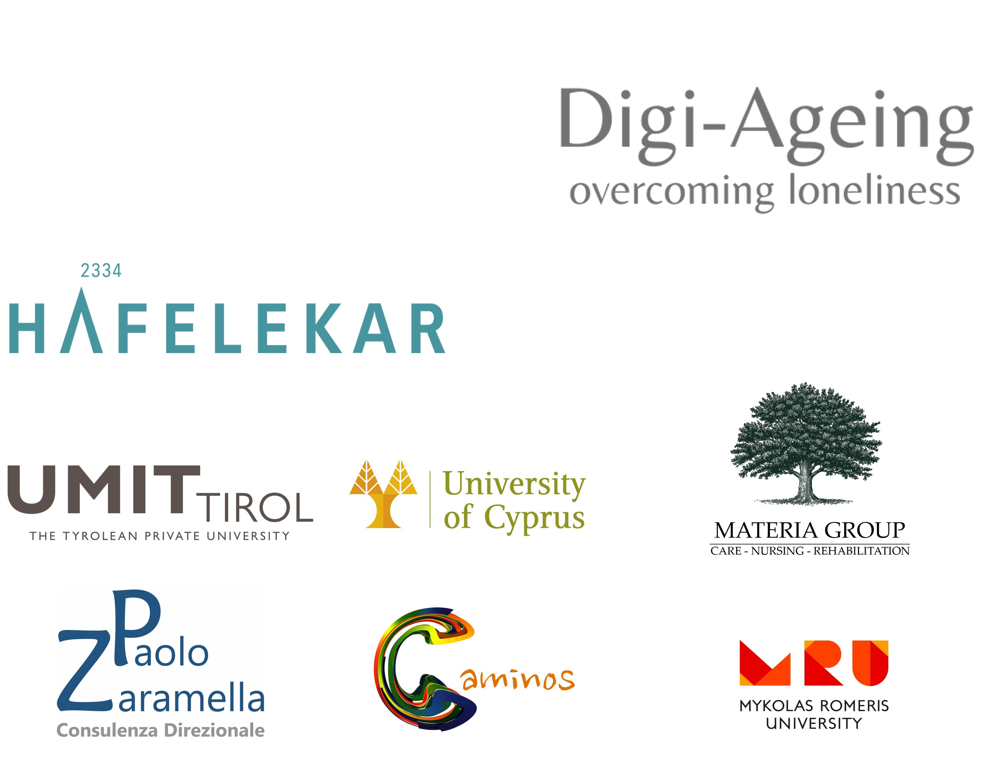 Digi-Ageing
overcoming loneliness
2334
HAFELEKAR
UMIT TIROL
THE TYROLEAN PRIVATE UNIVERSITY
University
of Cyprus
MATERIA GROUP
CARE - NURSING - REHABILITATION
Paolo
Zaramella
Consulenza Direzionale
Caminos
MRU
MYKOLAS ROMERIS
UNIVERSITY